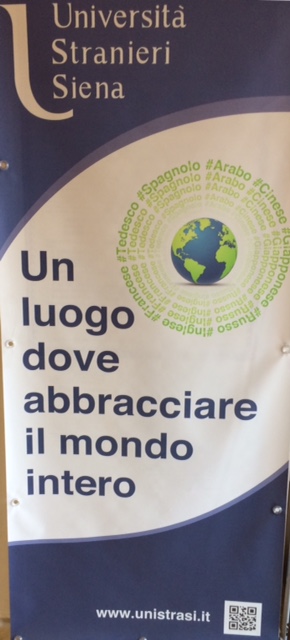 Università
Stranieri
Siena
#Francese #Tedesco #Spagnolo #Arabo #Cinese #Giapponese #Russo #Inglese
Un
luogo
dove
abbracciare
il mondo
intero
www.unistrasi.it